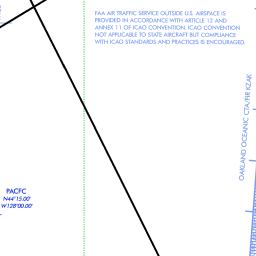 FAA AIR TRAFFIC SERVICE OUTSIDE U.S. AIRSPACE IS
PROVIDED IN ACCORDANCE WITH ARTICLE 12 AND
ANNEX 11 OF ICAO CONVENTION. ICAO CONVENTION
NOT APPLICABLE TO STATE AIRCRAFT BUT COMPLIANCE
WITH ICAO STANDARDS AND PRACTICES IS ENCOURAGED.
OAKLAND OCEANIC CTA/FIR KZAK
PACFC
N44°15.00'
W128°00.00'